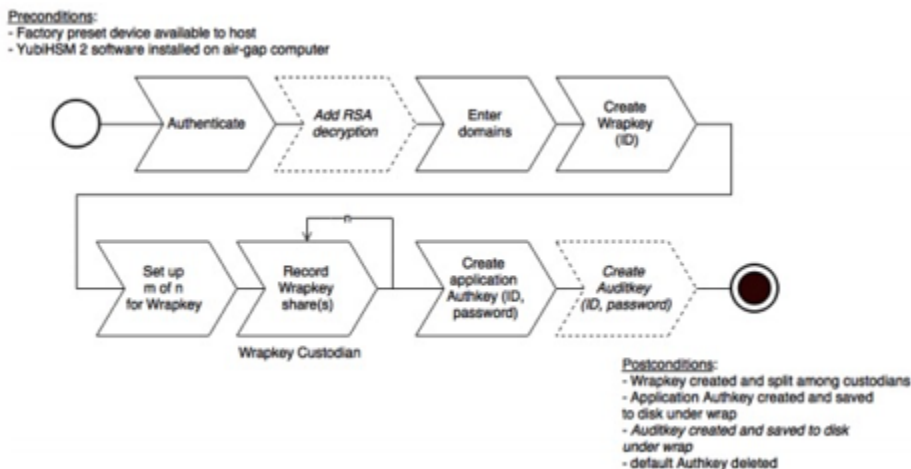 Preconditions:
- Factory preset device available to host
- YubiHSM 2 software installed on air-gap computer
Authenticate
Add RSA
decryption
Enter
domains
Create
Wrapkey
(ID)
Set up
m of n
for Wrapkey
n
Record
Wrapkey
share(s)
Wrapkey Custodian
Create
application
Authkey (ID,
password)
Create
Auditkey
(ID, password)
Postconditions:
- Wrapkey created and split among custodians
- Application Authkey created and saved
to disk under wrap
- Auditkey created and saved to disk
under wrap
- default Authkey deleted